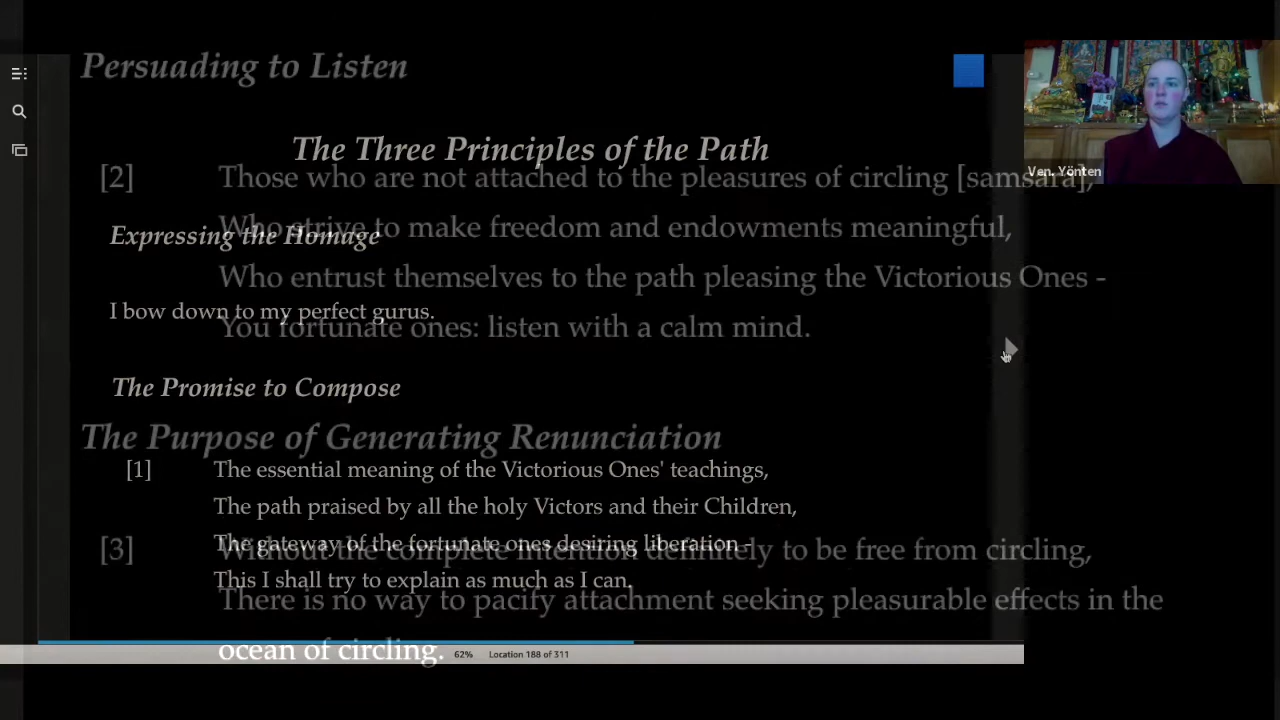 Persuading to Listen
The Three Principles of the Path
[2] Those who are not attached to the pleasures of circling [samsara],
Who strive to make freedom and endowments meaningful,
Expressing the Homage
Who entrust themselves to the path pleasing the Victorious Ones -
I bow down to my perfect gurus.
You fortunate ones: listen with a calm mind.
The Promise to Compose
The Purpose of Generating Renunciation
[1] The essential meaning of the Victorious Ones' teachings,
The path praised by all the holy Victors and their Children,
The gateway of the fortunate ones desiring liberation -
[3] Without the complete intention definitely to be free from circling,
This I shall try to explain as much as I can.
There is no way to pacify attachment seeking pleasurable effects in the
ocean of circling.
62% Location 188 of 311
Ven. Yönten